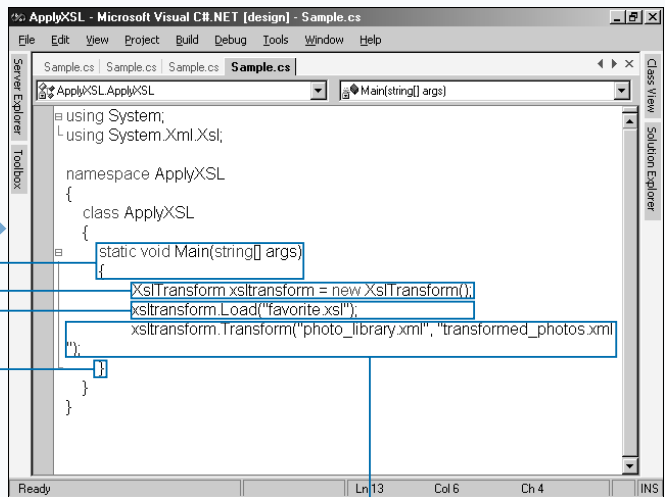 ApplyXSL - Microsoft Visual C#.NET [design] - Sample.cs
File Edit View Project Build Debug Tools Window Help
Sample.cs Sample.cs Sample.cs Sample.cs
ApplyXSL.ApplyXSL Main(string[] args)
Server Explorer
Toolbox
Class View
Solution Explorer
using System;
using System.Xml.Xsl;
namespace ApplyXSL
{
class ApplyXSL
{
static void Main(string[] args)
{
XslTransform xsltransform = new XslTransform();
xsltransform.Load("favorite.xsl");
xsltransform.Transform("photo_library.xml", "transformed_photos.xml
");
}
}
}
Ready Ln 13 Col 6 Ch 4 INS